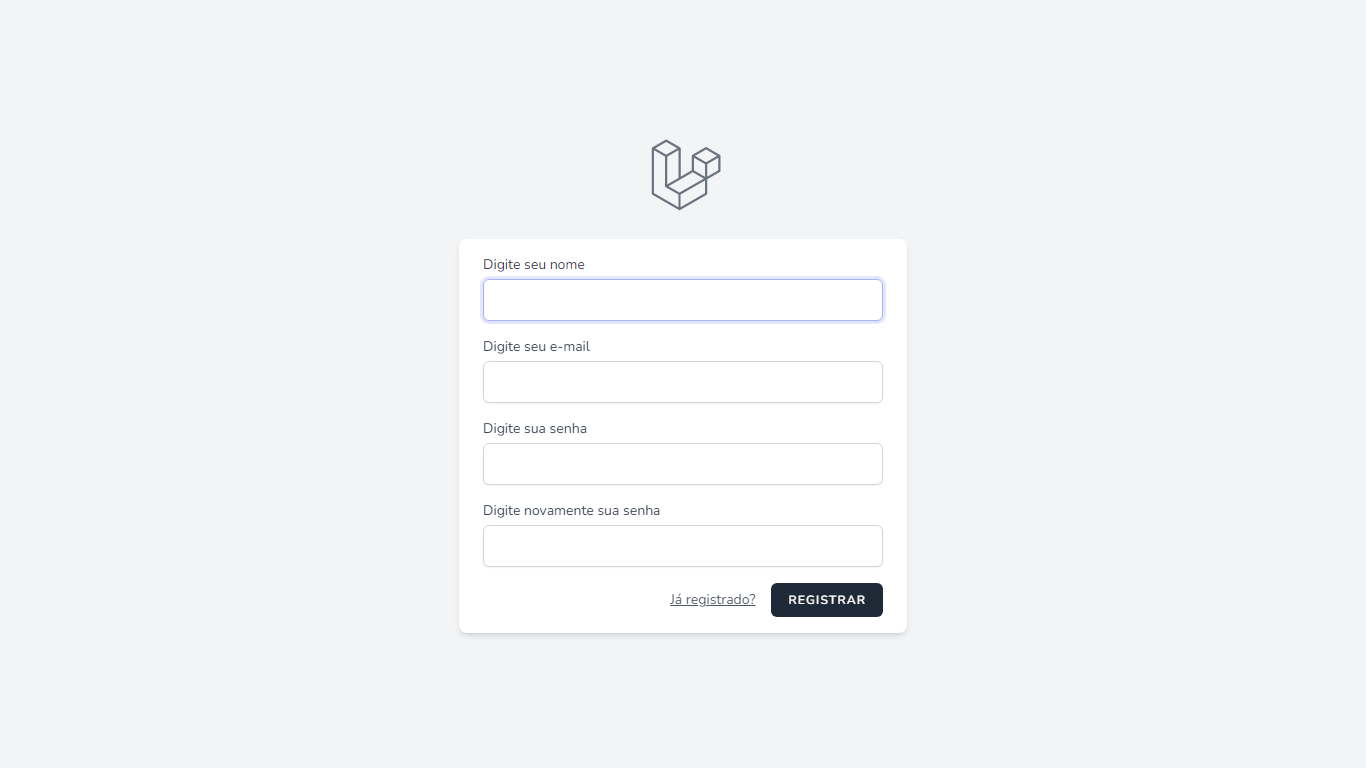 Digite seu nome
Digite seu e-mail
Digite sua senha
Digite novamente sua senha
Já registrado? REGISTRAR